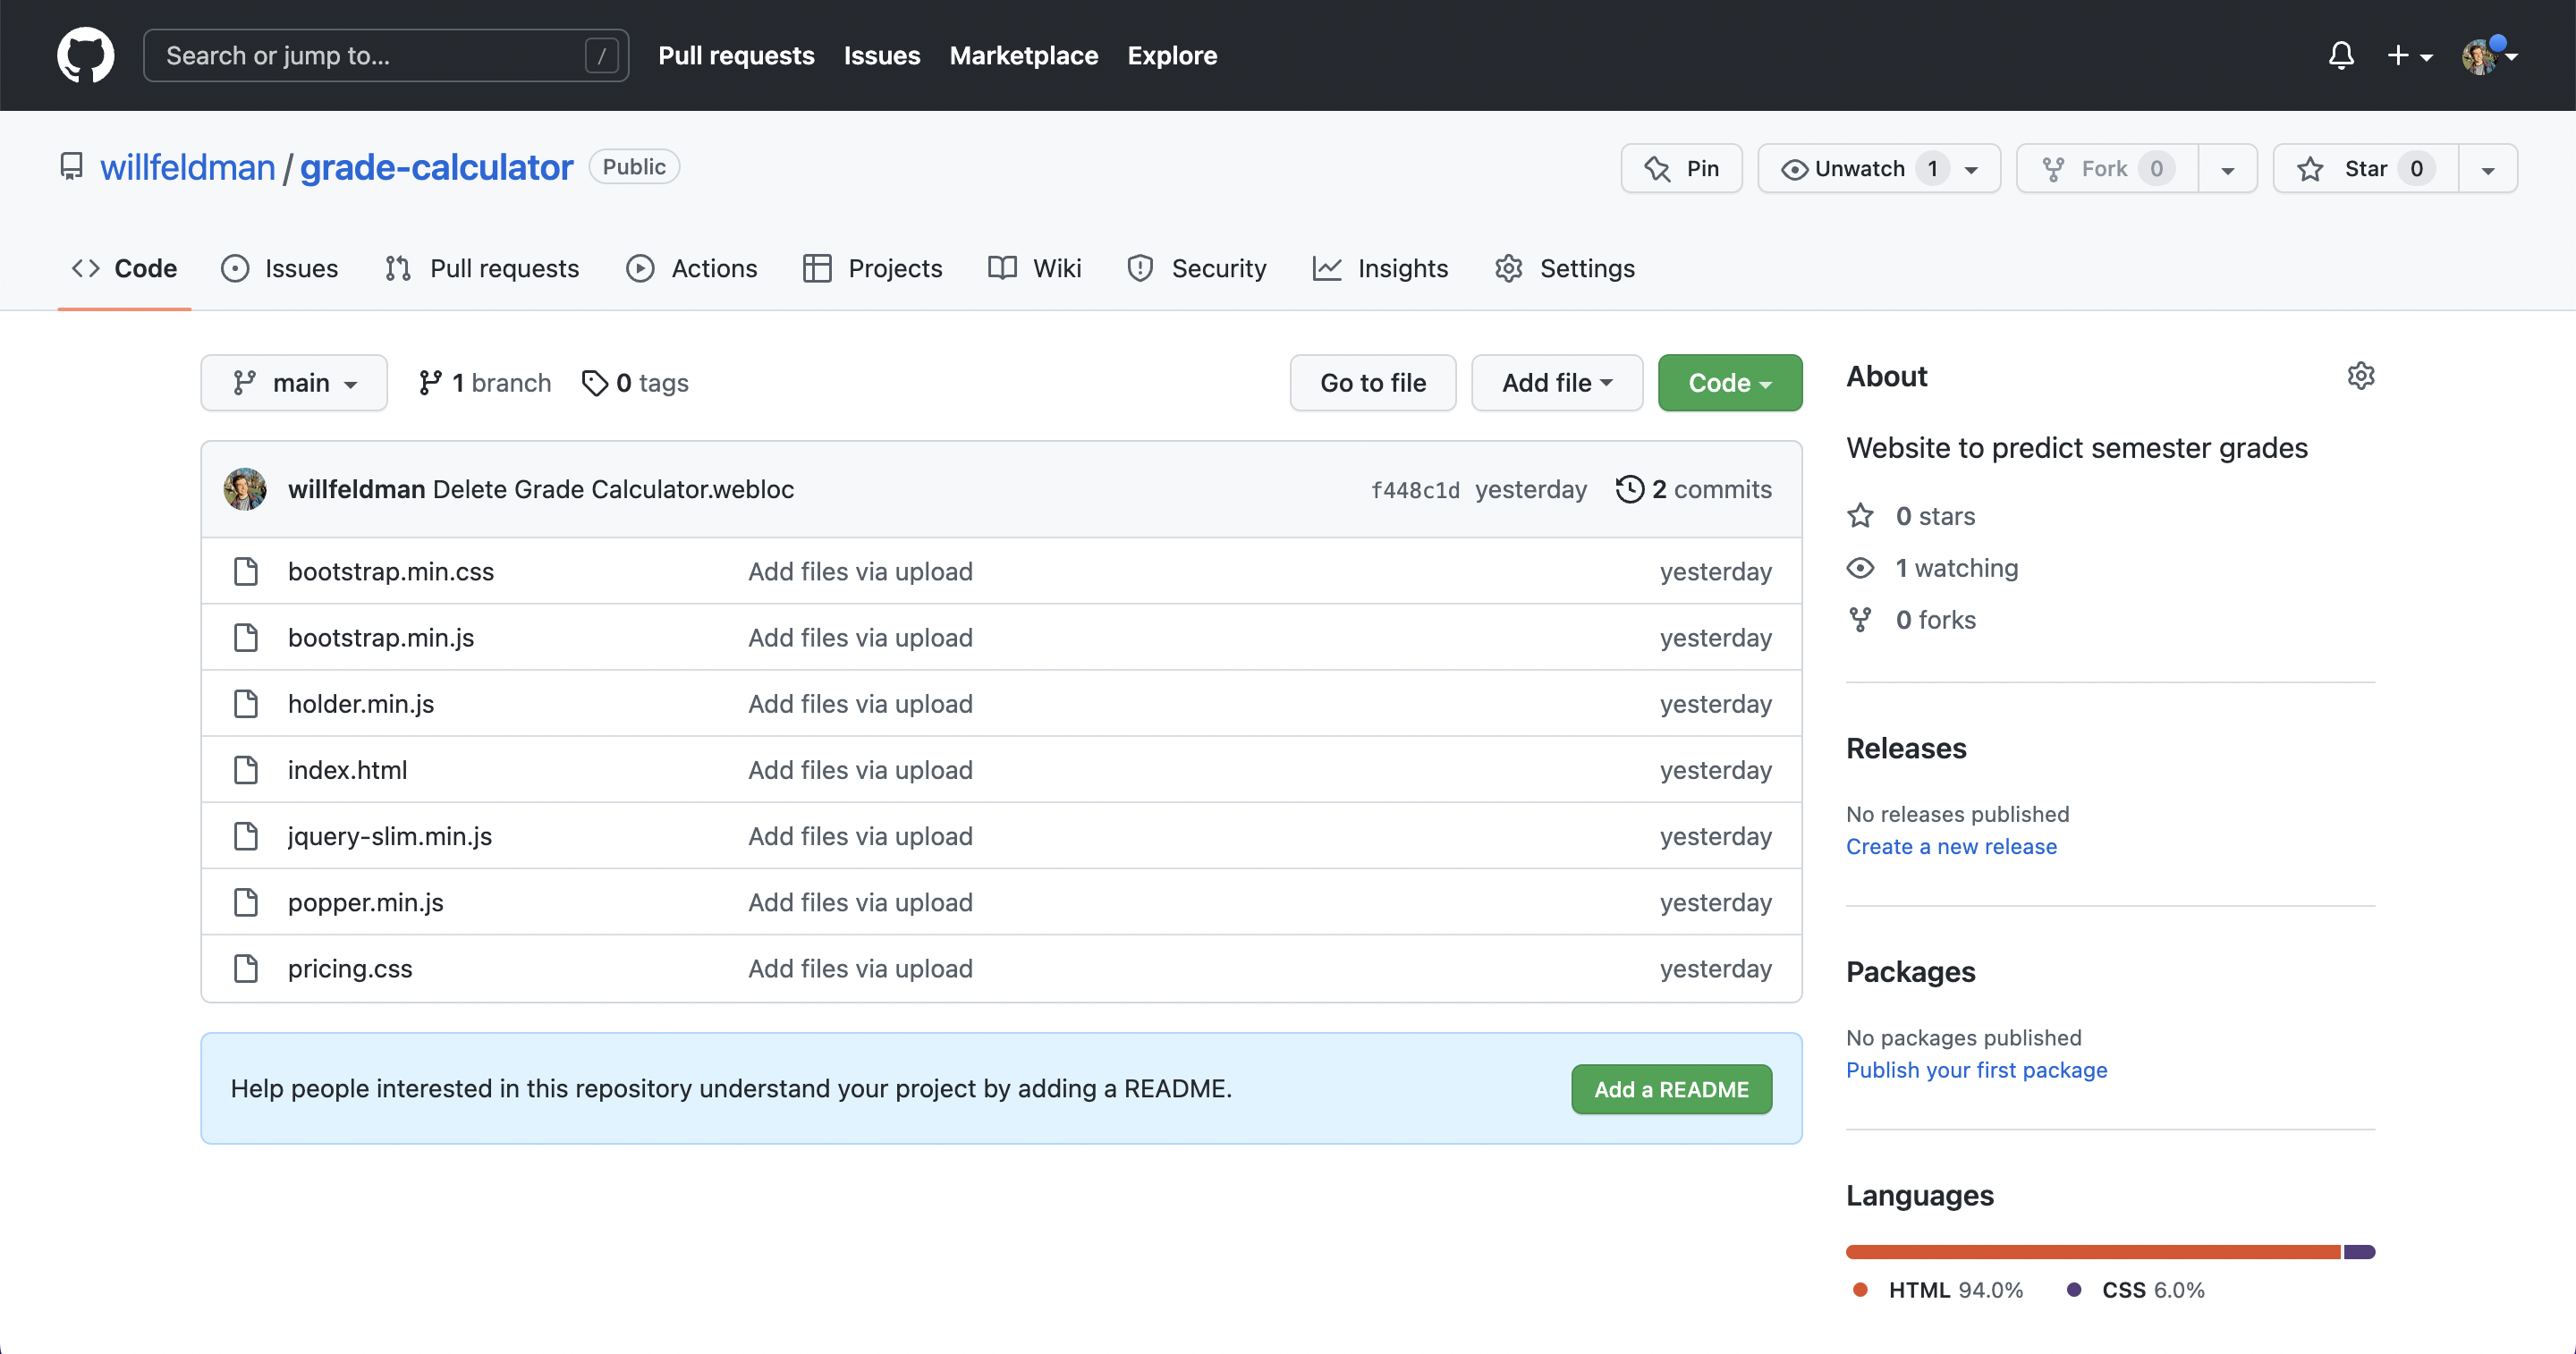 Search or jump to... /
Pull requests Issues Marketplace Explore
willfeldman / grade-calculator Public
Pin Unwatch 1 Fork 0 Star 0
Code Issues Pull requests Actions Projects Wiki Security Insights Settings
main 1 branch 0 tags Go to file Add file Code
willfeldman Delete Grade Calculator.webloc f448c1d yesterday 2 commits
bootstrap.min.css Add files via upload yesterday
bootstrap.min.js Add files via upload yesterday
holder.min.js Add files via upload yesterday
index.html Add files via upload yesterday
jquery-slim.min.js Add files via upload yesterday
popper.min.js Add files via upload yesterday
pricing.css Add files via upload yesterday
Help people interested in this repository understand your project by adding a README. Add a README
About
Website to predict semester grades
0 stars
1 watching
0 forks
Releases
No releases published
Create a new release
Packages
No packages published
Publish your first package
Languages
HTML 94.0% CSS 6.0%